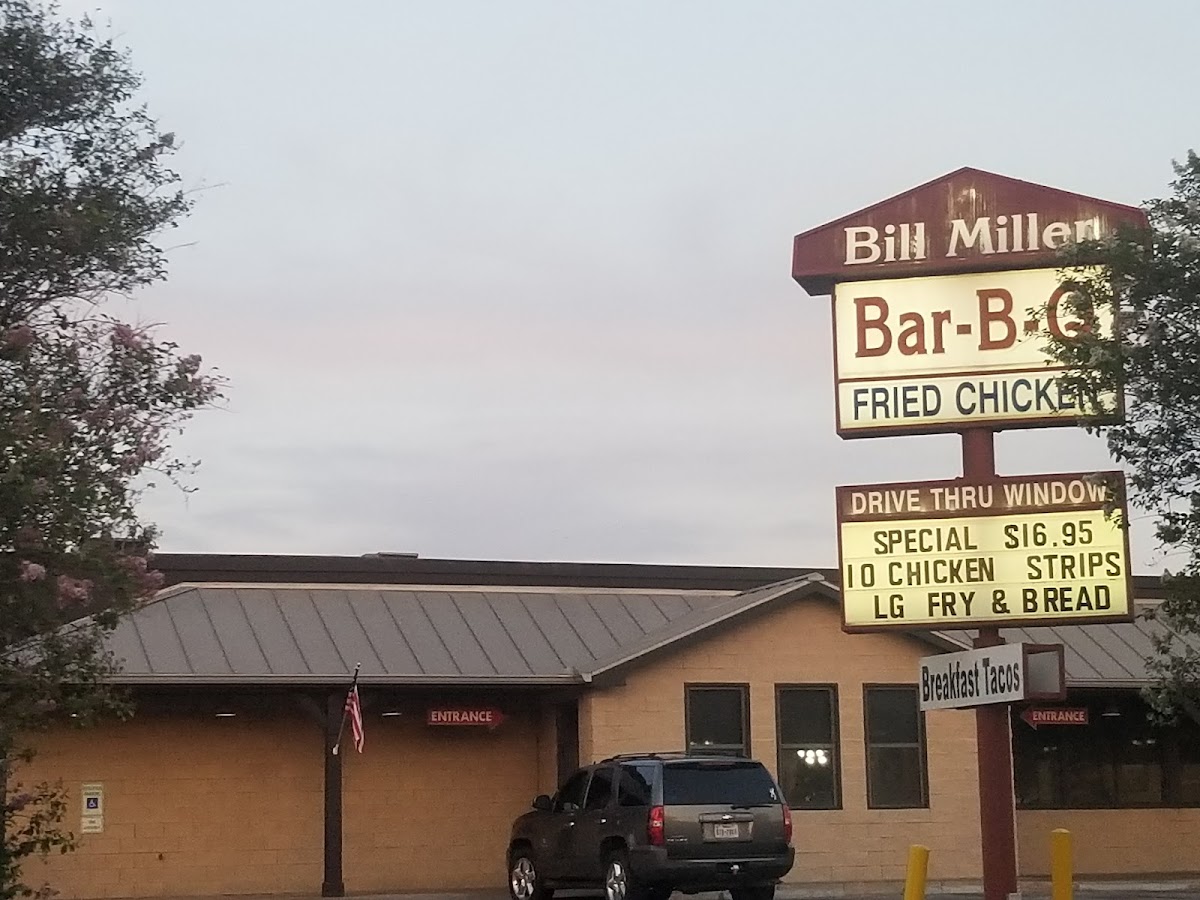 Bill Miller
Bar-B-Q
FRIED CHICKEN
DRIVE THRU WINDOW
SPECIAL $16.95
10 CHICKEN STRIPS
LG FRY & BREAD
Breakfast Tacos
ENTRANCE
ENTRANCE